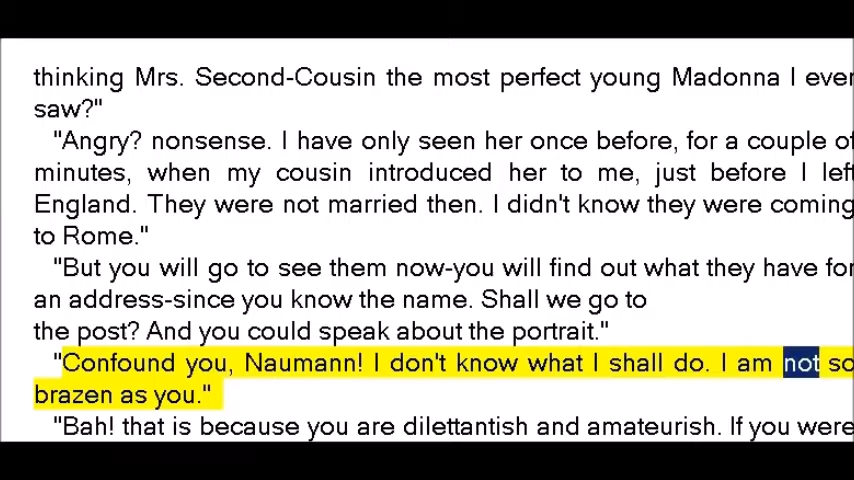 thinking Mrs. Second-Cousin the most perfect young Madonna I ever
saw?"
"Angry? nonsense. I have only seen her once before, for a couple of
minutes, when my cousin introduced her to me, just before I left
England. They were not married then. I didn't know they were coming
to Rome."
"But you will go to see them now-you will find out what they have for
an address-since you know the name. Shall we go to
the post? And you could speak about the portrait."
"Confound you, Naumann! I don't know what I shall do. I am not so
brazen as you."
"Bah! that is because you are dilettantish and amateurish. If you were